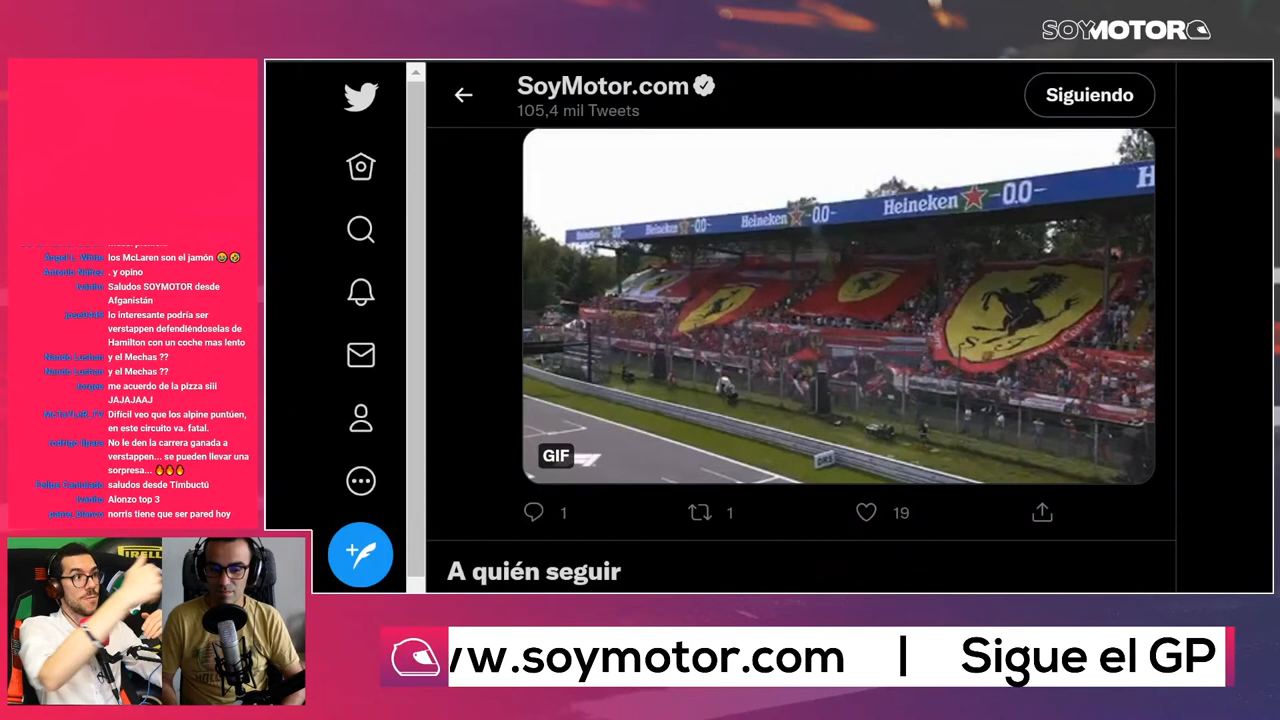 SOYMOTOR
SoyMotor.com
105,4 mil Tweets
Siguiendo
Heineken 0.0
Heineken 0.0
Heineken 0.0
Heineken 0.0
H
GIF
1
1
19
A quién seguir
los McLaren son el jamón
. y opino
Saludos SOYMOTOR desde
Afganistán
lo interesante podría ser
verstappen defendiéndoselas de
Hamilton con un coche mas lento
y el Mechas ??
y el Mechas ??
me acuerdo de la pizza siii
JAJAJAAJ
Difícil veo que los alpine puntúen,
en este circuito va. fatal.
No le den la carrera ganada a
verstappen... se pueden llevar una
sorpresa...
saludos desde Timbuctú
Alonzo top 3
norris tiene que ser pared hoy
PIRELLI
w.soymotor.com | Sigue el GP